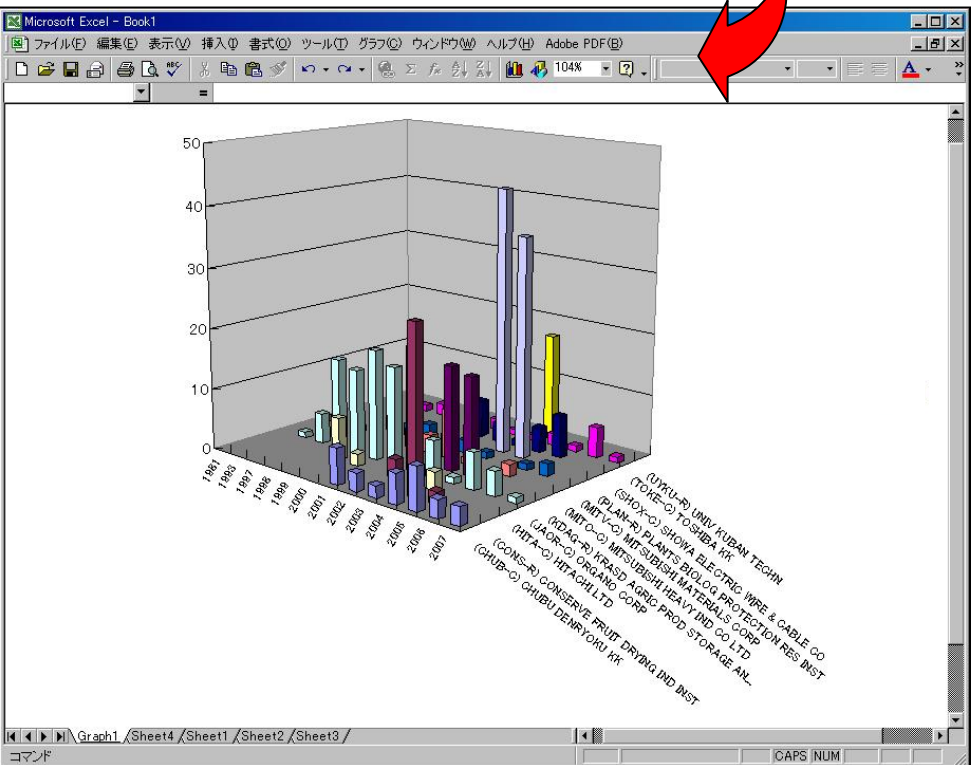 Microsoft Excel - Book1
ファイル(F) 編集(E) 表示(V) 挿入(I) 書式(O) ツール(T) グラフ(C) ウィンドウ(W) ヘルプ(H) Adobe PDF(B)
104%
=
50
40
30
20
10
0
1981
1993
1997
1998
1999
2000
2001
2002
2003
2004
2005
2006
2007
(UYKU-R) UNIV KUBAN TECHN
(TOKE-C) TOSHIBA KK
(SHOX-C) SHOWA ELECTRIC WIRE & CABLE CO
(PLAN-R) PLANTS BIOLOG PROTECTION RES INST
(MITV-C) MITSUBISHI MATERIALS CORP
(MITO-C) MITSUBISHI HEAVY IND CO LTD
(KDAG-R) KRASD AGRIC PROD STORAGE AN...
(JAOR-C) ORGANO CORP
(HITA-C) HITACHI LTD
(CONS-R) CONSERVE FRUIT DRYING IND INST
(CHUB-C) CHUBU DENRYOKU KK
Graph1 Sheet4 Sheet1 Sheet2 Sheet3
コマンド CAPS NUM